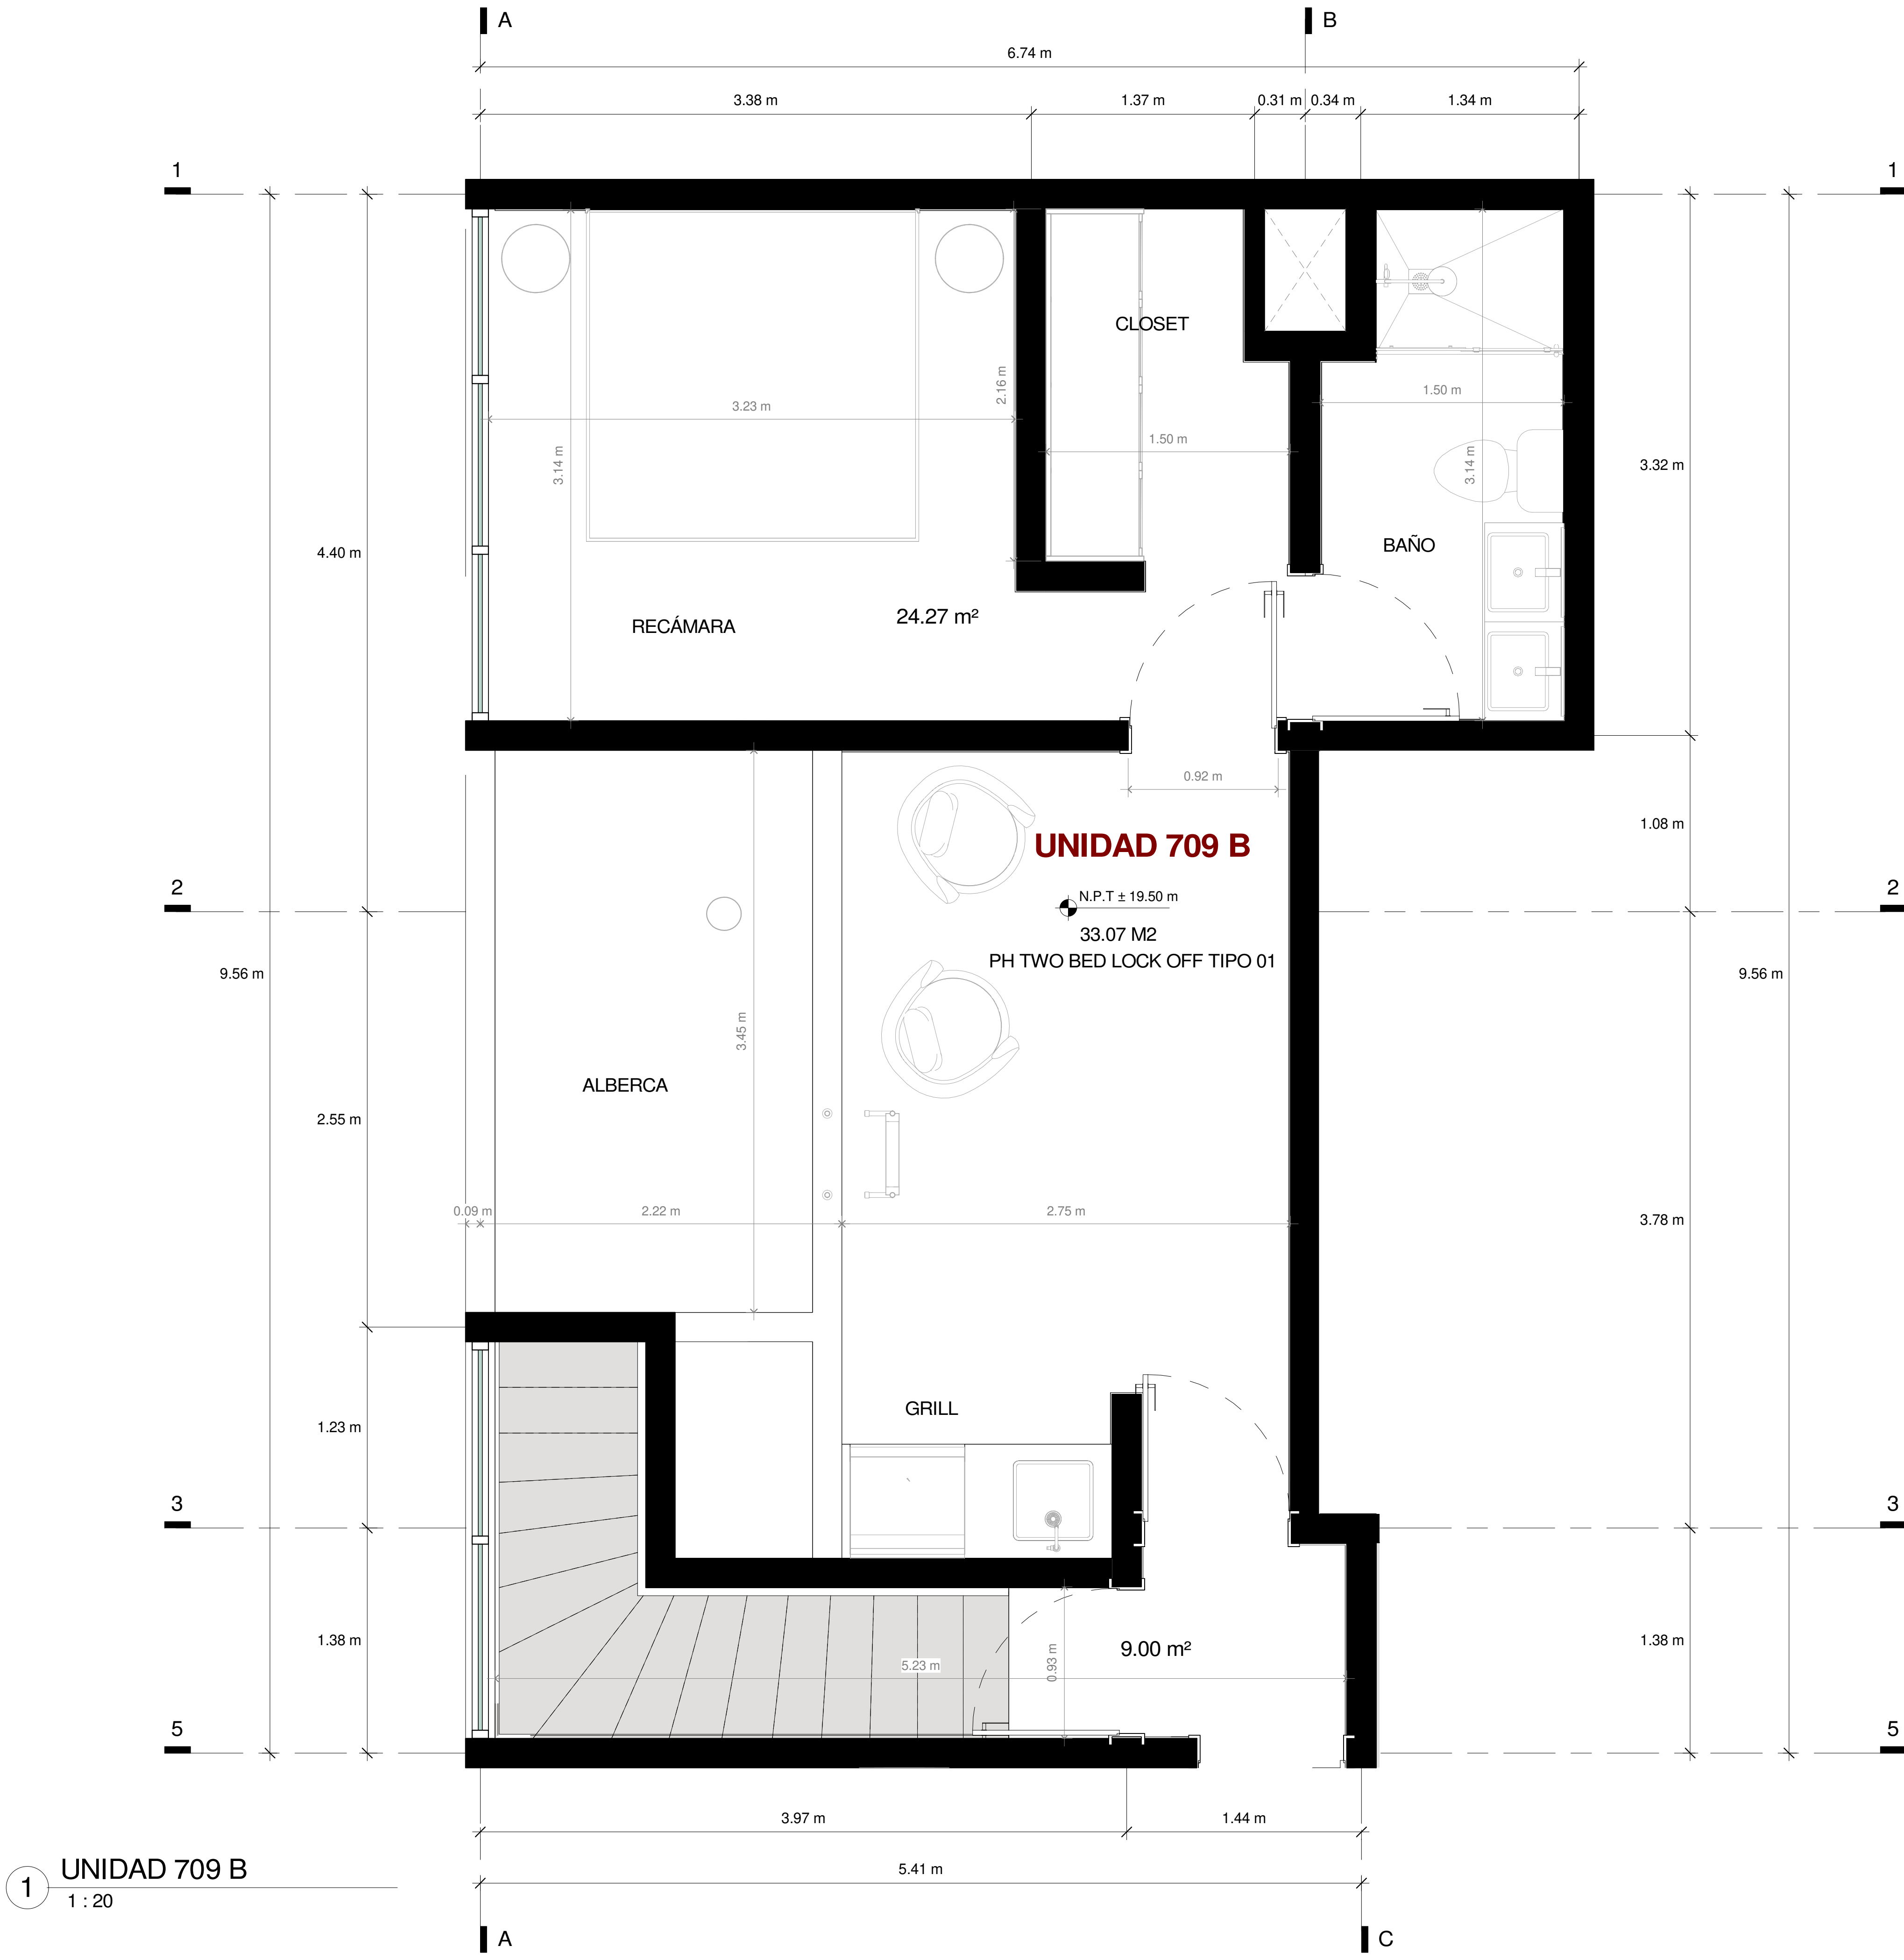 A
B
6.74 m
3.38 m
1.37 m
0.31 m
0.34 m
1.34 m
1
1
CLOSET
2.16 m
3.23 m
1.50 m
1.50 m
3.14 m
3.14 m
3.32 m
4.40 m
BAÑO
RECÁMARA
24.27 m²
0.92 m
1.08 m
UNIDAD 709 B
2
2
N.P.T ± 19.50 m
33.07 M2
PH TWO BED LOCK OFF TIPO 01
9.56 m
9.56 m
3.45 m
ALBERCA
2.55 m
0.09 m
2.22 m
2.75 m
3.78 m
GRILL
1.23 m
3
3
1.38 m
9.00 m²
0.93 m
5.23 m
1.38 m
5
5
3.97 m
1.44 m
5.41 m
1
UNIDAD 709 B
1 : 20
A
C